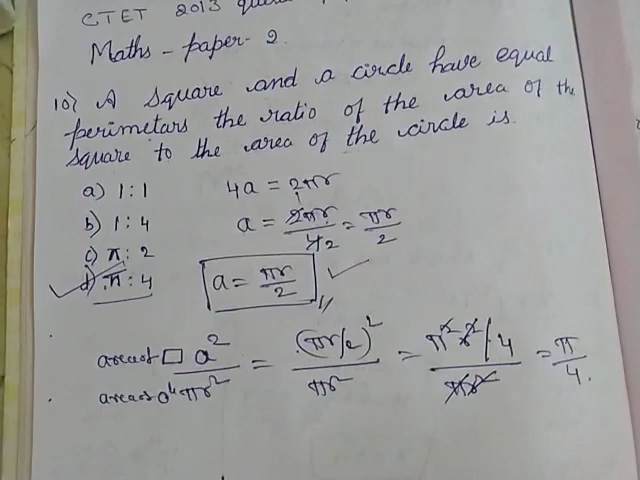 CTET 2013
Maths - paper - 2.
10) A square and a circle have equal
perimetars the ratio of the area of the
square to the area of the circle is.
a) 1:1 4a = 2πr
b) 1:4 a = 2πr/42 = πr/2
c) π:2
d) π:4 a = πr/2
area of □ a² / area of πr² = (πr/2)² / πr² = π²r²/4 / πr² = π/4.